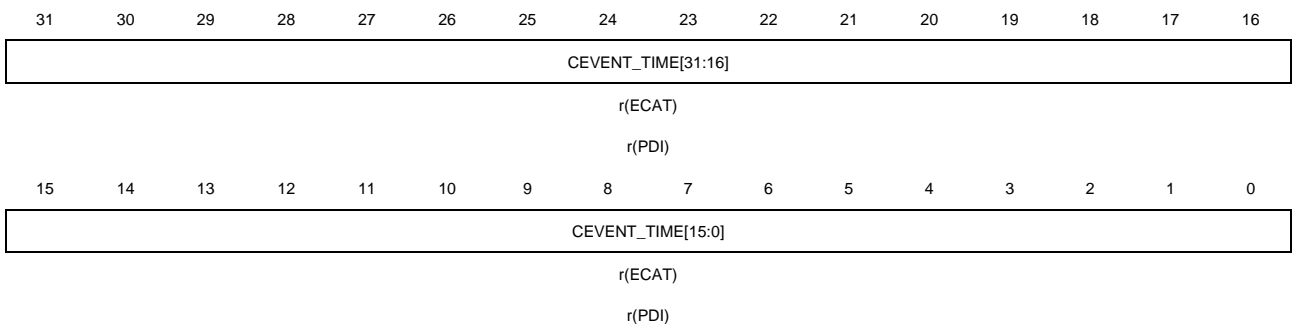 31 30 29 28 27 26 25 24 23 22 21 20 19 18 17 16
CEVENT_TIME[31:16]
r(ECAT)
r(PDI)
15 14 13 12 11 10 9 8 7 6 5 4 3 2 1 0
CEVENT_TIME[15:0]
r(ECAT)
r(PDI)